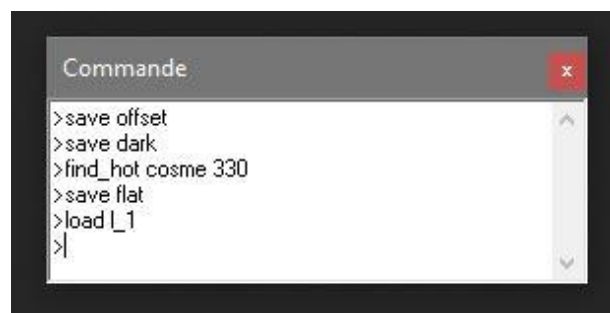 Commande
x
>save offset
>save dark
>find_hot cosme 330
>save flat
>load l_1
>